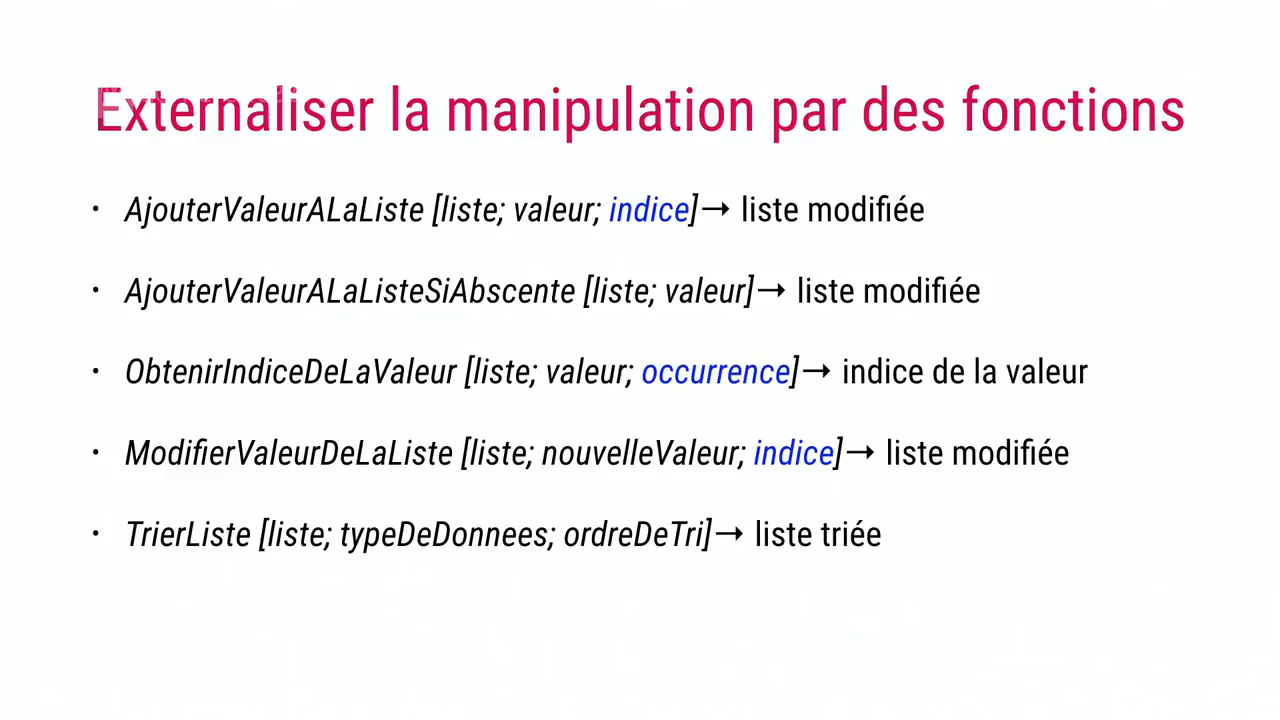 Externaliser la manipulation par des fonctions
• AjouterValeurALaListe [liste; valeur; indice]→ liste modifiée
• AjouterValeurALaListeSiAbscente [liste; valeur]→ liste modifiée
• ObtenirIndiceDeLaValeur [liste; valeur; occurrence]→ indice de la valeur
• ModifierValeurDeLaListe [liste; nouvelleValeur; indice]→ liste modifiée
• TrierListe [liste; typeDeDonnees; ordreDeTri]→ liste triée